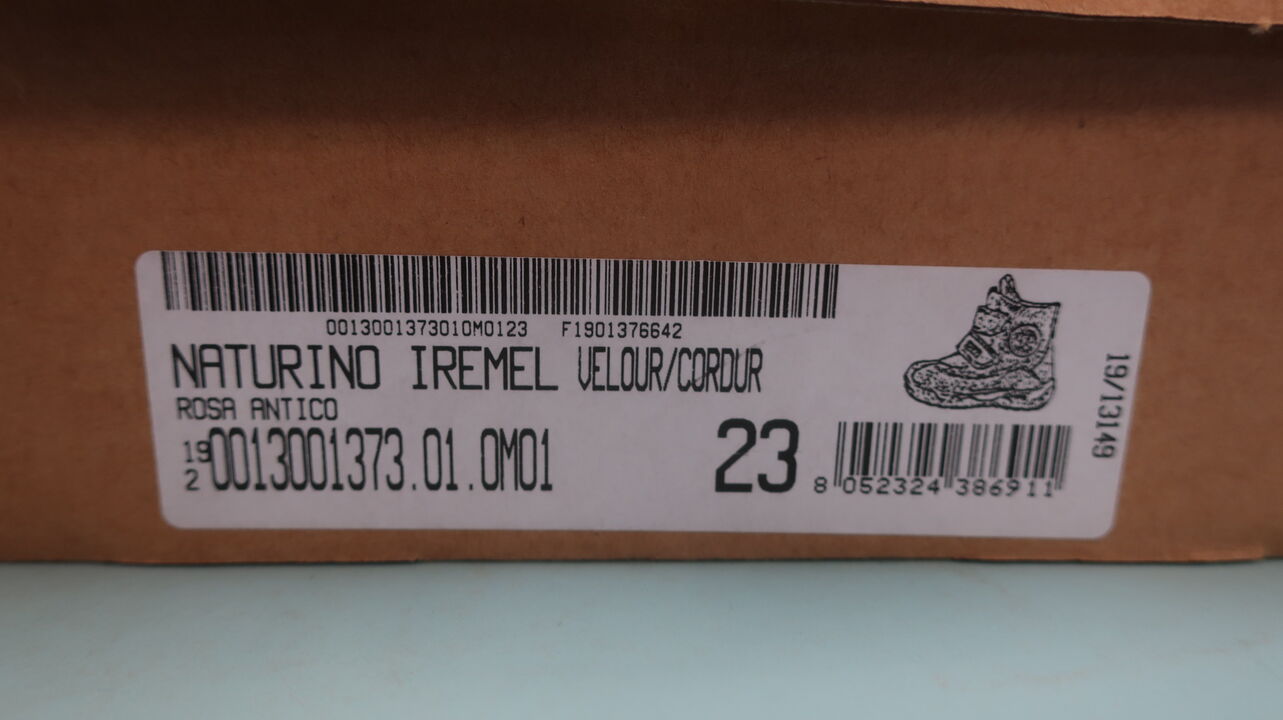 0013001373010M0123 F1901376642
NATURINO IREMEL VELOUR/CORDUR
ROSA ANTICO
19
2
0013001373.01.0M01
23
8 052324 386911
19/13149